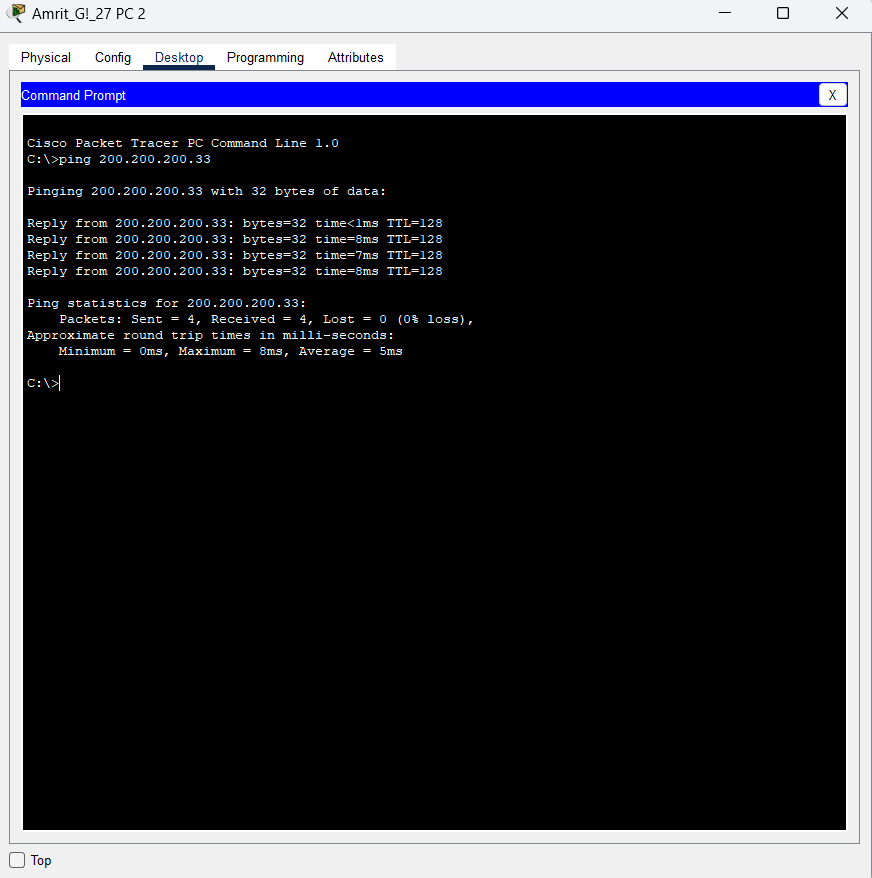 Amrit_G!_27 PC 2
Physical Config Desktop Programming Attributes
Command Prompt X
Cisco Packet Tracer PC Command Line 1.0
C:\>ping 200.200.200.33
Pinging 200.200.200.33 with 32 bytes of data:
Reply from 200.200.200.33: bytes=32 time<1ms TTL=128
Reply from 200.200.200.33: bytes=32 time=8ms TTL=128
Reply from 200.200.200.33: bytes=32 time=7ms TTL=128
Reply from 200.200.200.33: bytes=32 time=8ms TTL=128
Ping statistics for 200.200.200.33:
Packets: Sent = 4, Received = 4, Lost = 0 (0% loss),
Approximate round trip times in milli-seconds:
Minimum = 0ms, Maximum = 8ms, Average = 5ms
C:\>
Top